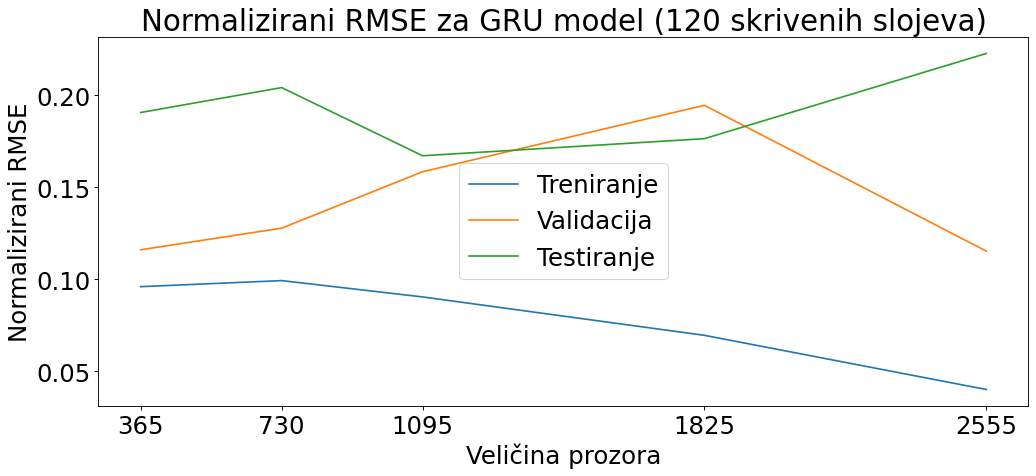 Normalizirani RMSE za GRU model (120 skrivenih slojeva)
Normalizirani RMSE
0.20
0.15
0.10
0.05
Treniranje
Validacija
Testiranje
365 730 1095 1825 2555
Veličina prozora